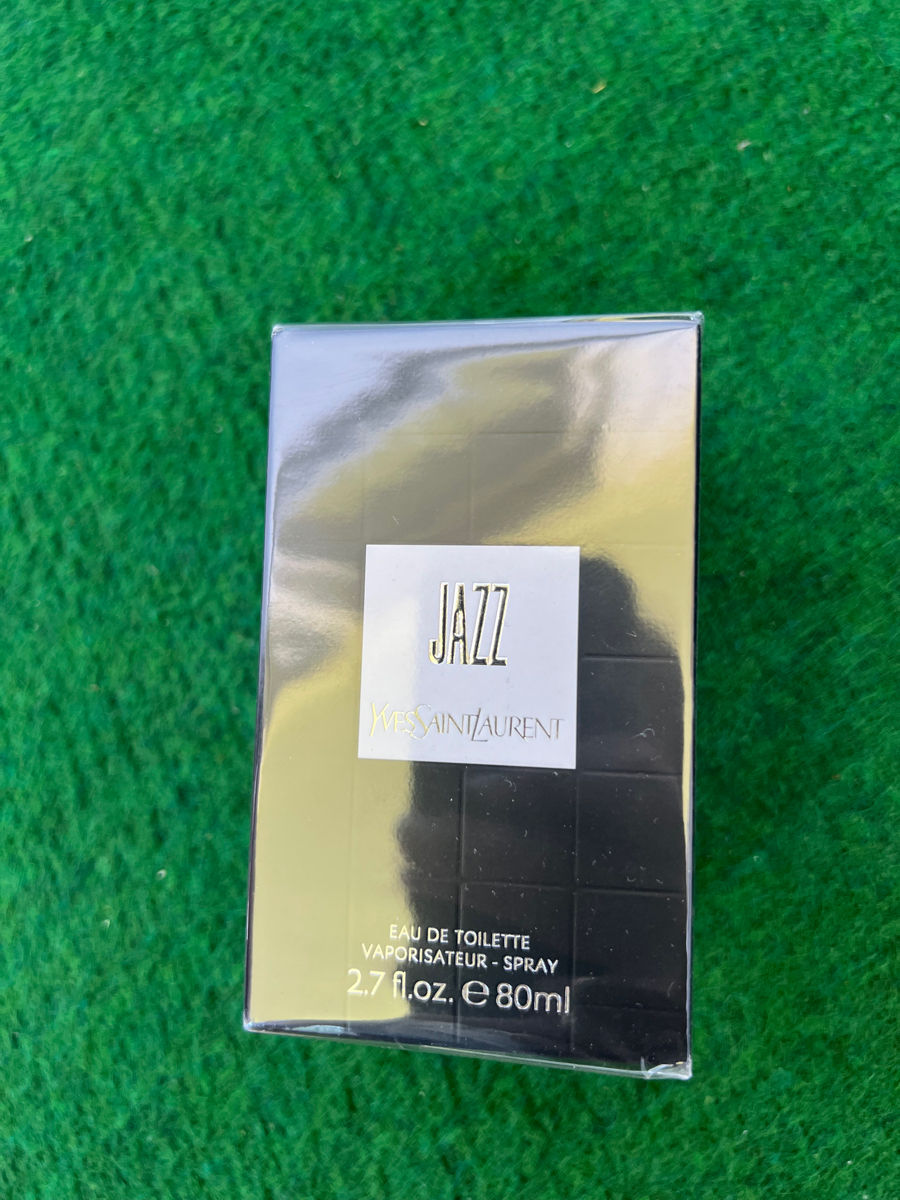 JAZZ
YVESSAINTLAURENT
EAU DE TOILETTE
VAPORISATEUR - SPRAY
2.7 fl.oz. ℮ 80ml